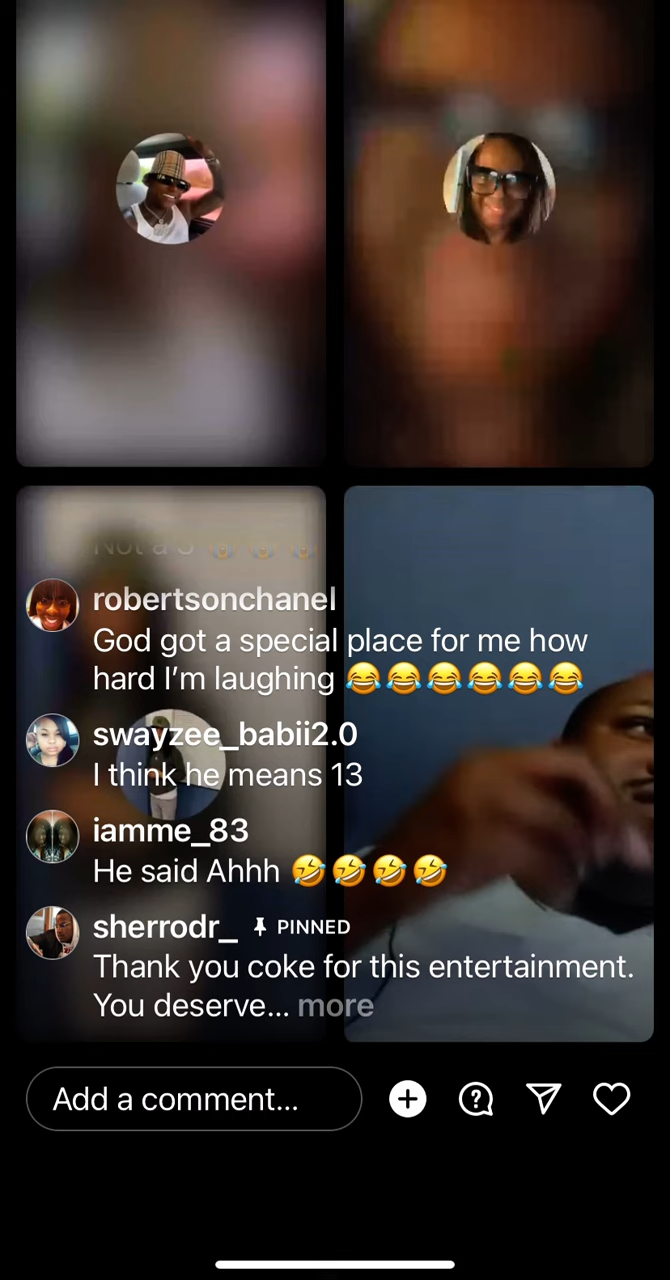 robertsonchanel
God got a special place for me how
hard I’m laughing 😂😂😂😂😂😂
swayzee_babii2.0
I think he means 13
iamme_83
He said Ahhh 🤣🤣🤣🤣
sherrodr_ PINNED
Thank you coke for this entertainment.
You deserve... more
Add a comment...